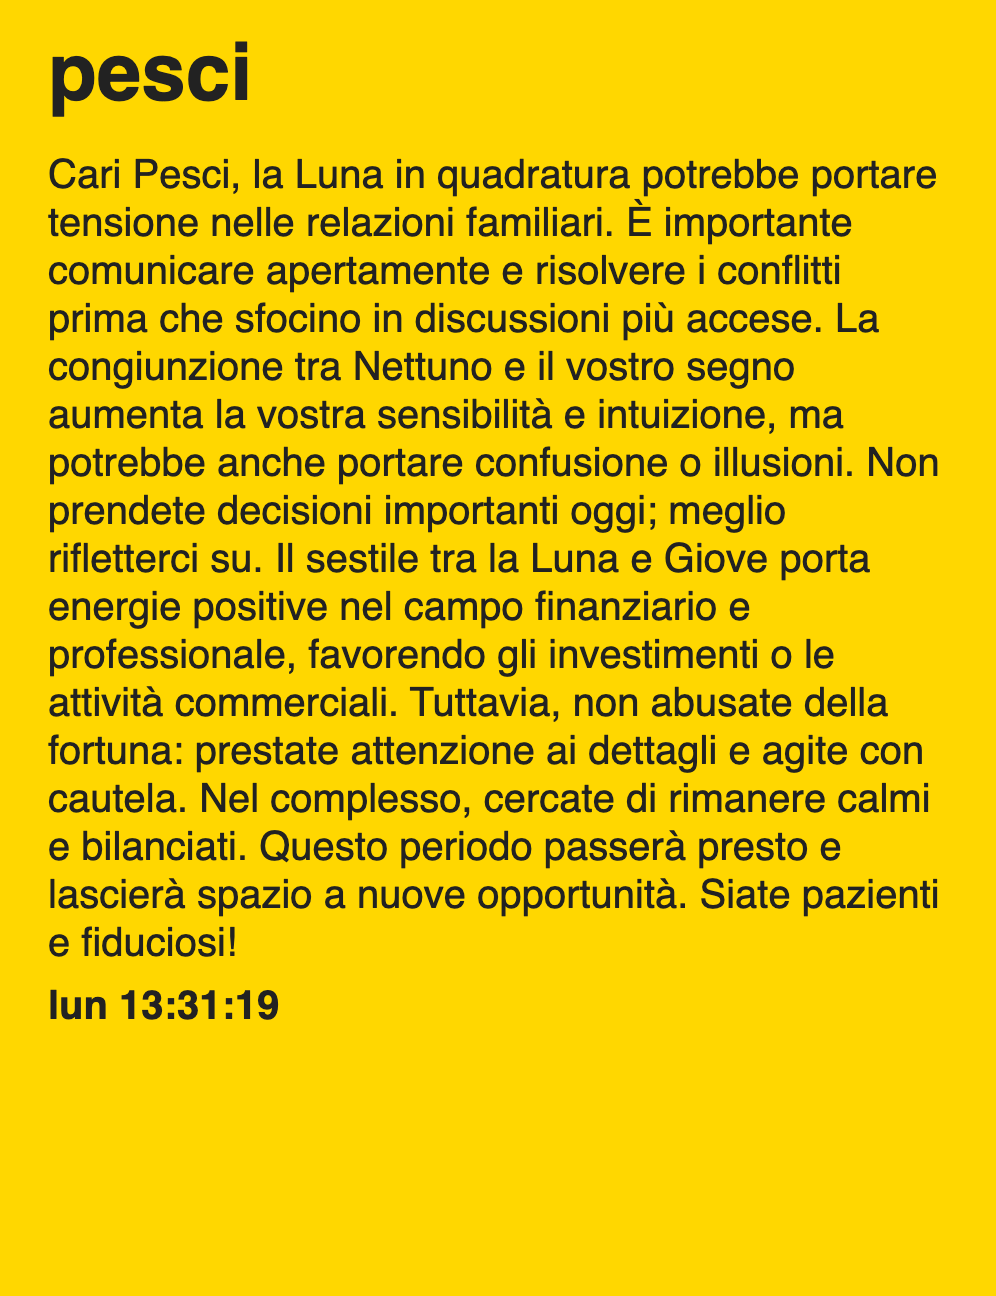 pesci
Cari Pesci, la Luna in quadratura potrebbe portare
tensione nelle relazioni familiari. È importante
comunicare apertamente e risolvere i conflitti
prima che sfocino in discussioni più accese. La
congiunzione tra Nettuno e il vostro segno
aumenta la vostra sensibilità e intuizione, ma
potrebbe anche portare confusione o illusioni. Non
prendete decisioni importanti oggi; meglio
rifletterci su. Il sestile tra la Luna e Giove porta
energie positive nel campo finanziario e
professionale, favorendo gli investimenti o le
attività commerciali. Tuttavia, non abusate della
fortuna: prestate attenzione ai dettagli e agite con
cautela. Nel complesso, cercate di rimanere calmi
e bilanciati. Questo periodo passerà presto e
lascierà spazio a nuove opportunità. Siate pazienti
e fiduciosi!
lun 13:31:19